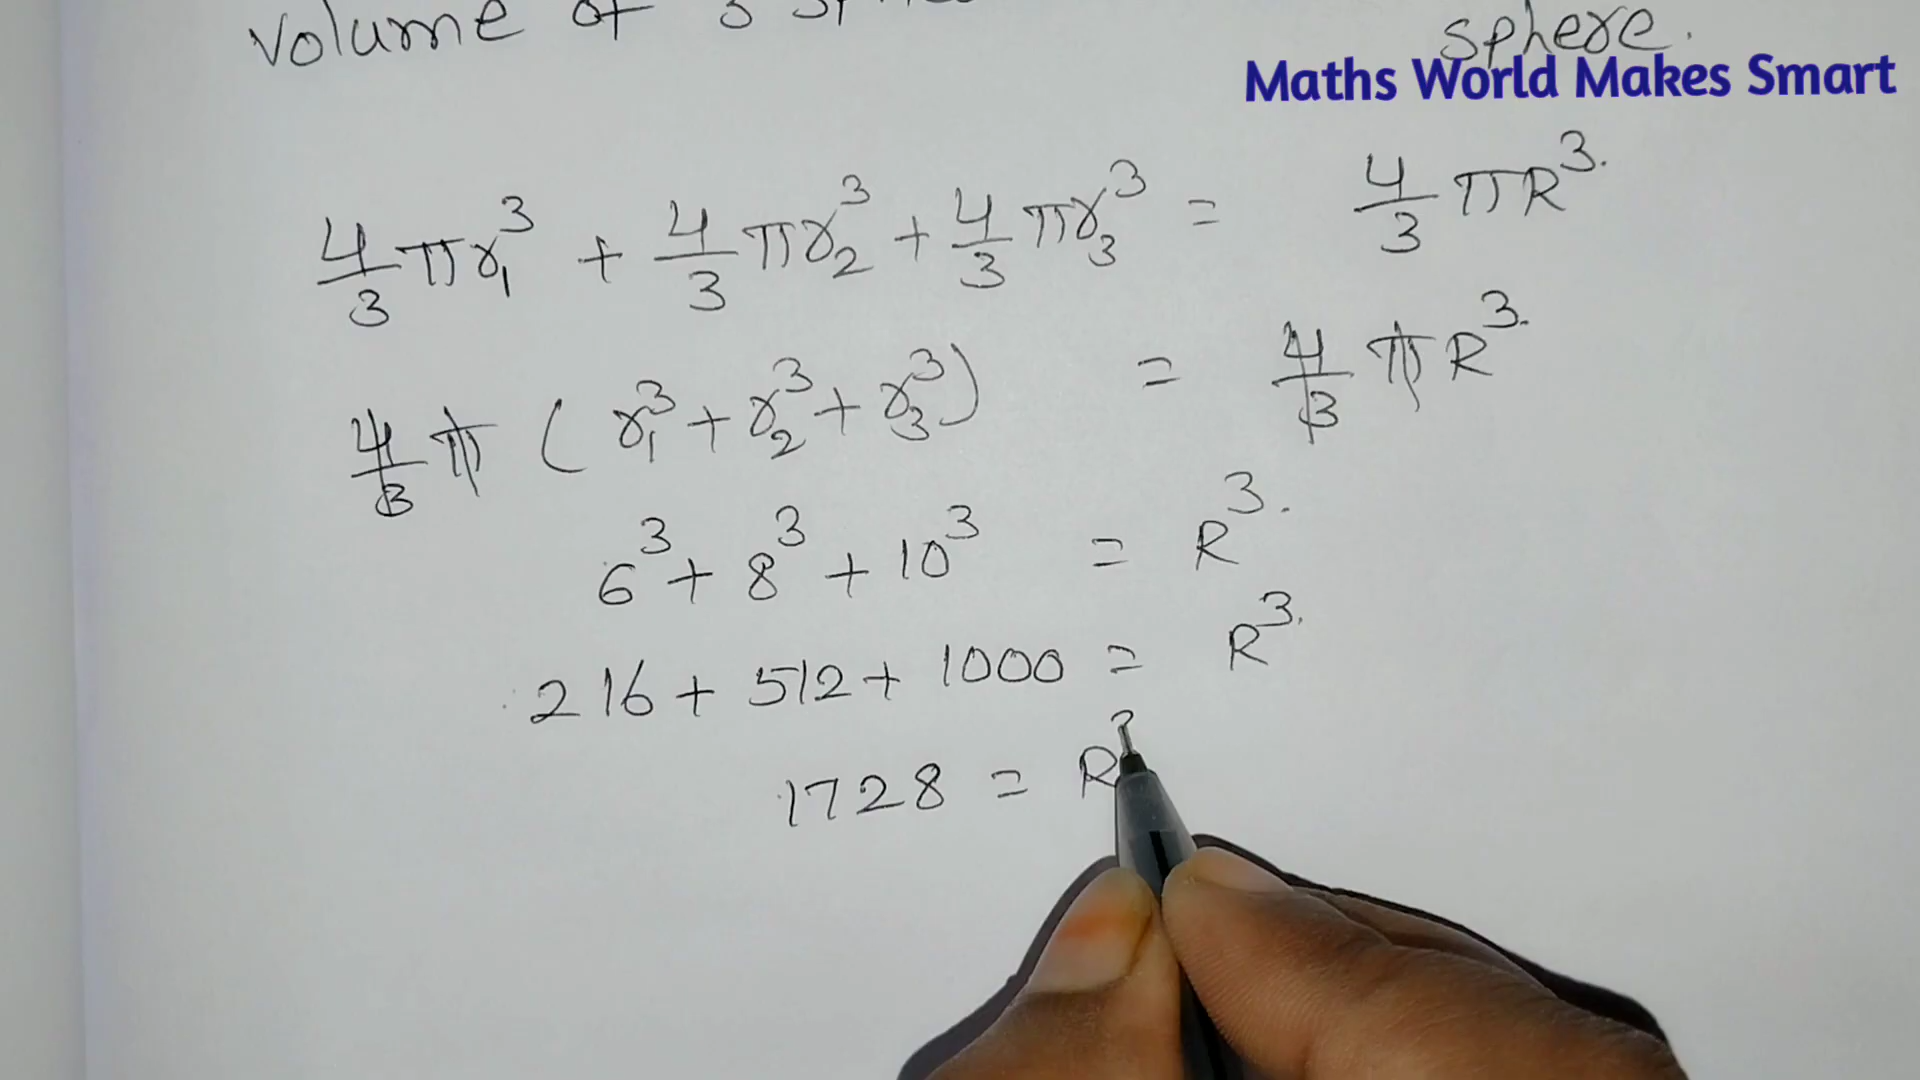 volume of 3
sphere.
Maths World Makes Smart
4/3 πr₁³ + 4/3 πr₂³ + 4/3 πr₃³ = 4/3 πR³.
4/3 π ( r₁³ + r₂³ + r₃³ ) = 4/3 πR³.
6³ + 8³ + 10³ = R³.
216 + 512 + 1000 = R³.
1728 = R³